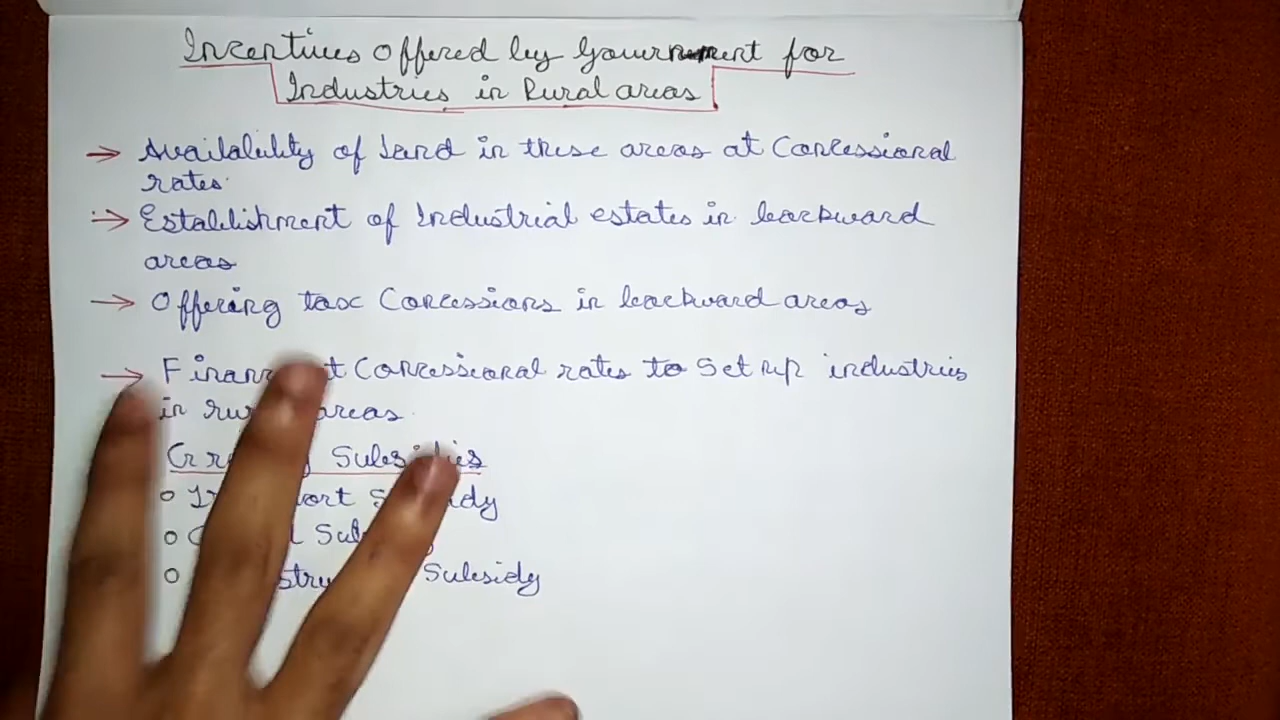 Incentives Offered by Government for
Industries in Rural areas
→ Availability of land in these areas at Concessional
rates.
→ Establishment of Industrial estates in backward
areas
→ Offering tax Concessions in backward areas
→ Concessional rates to Set up industries
in areas.
Subsidies
Subsidy